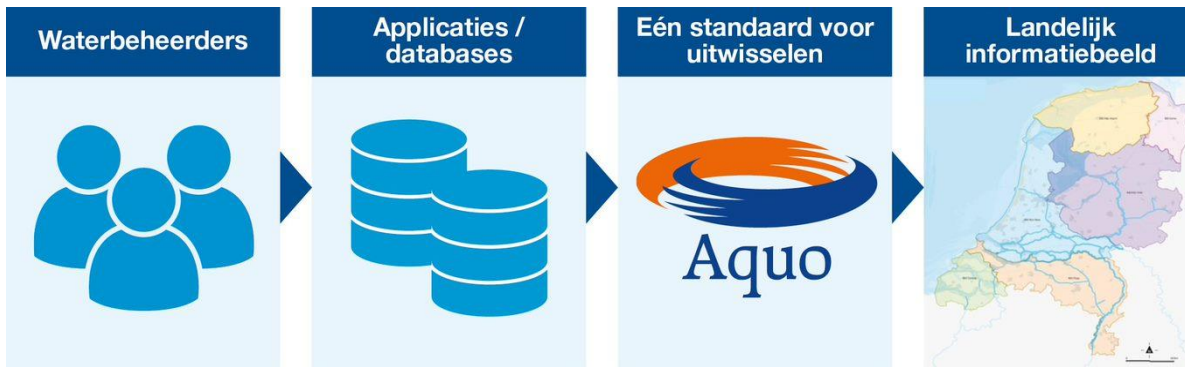 Waterbeheerders
Applicaties /
databases
Eén standaard voor
uitwisselen
Landelijk
informatiebeeld
Aquo